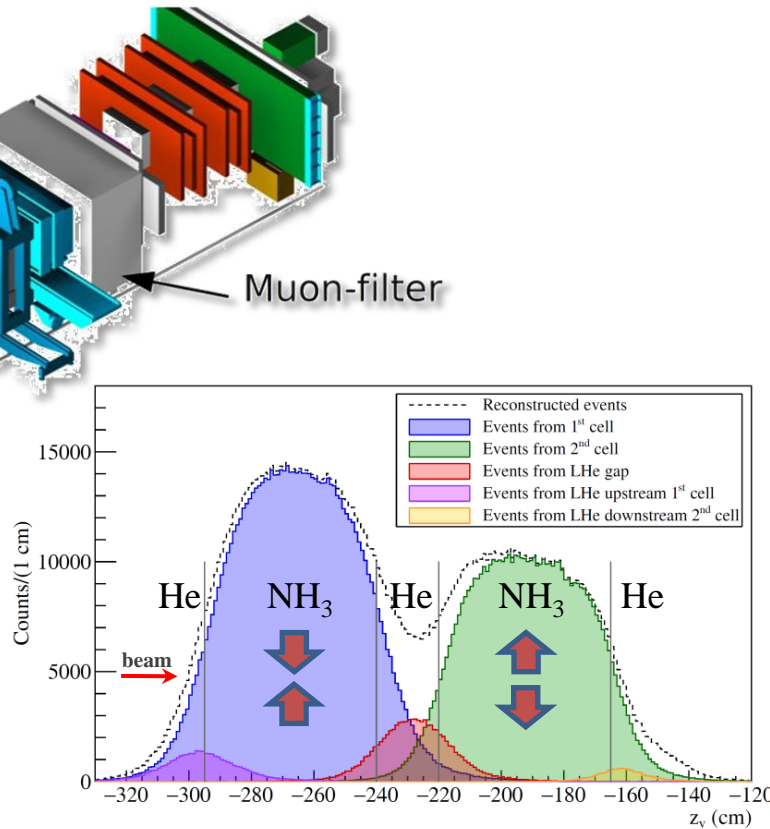 Muon-filter
Reconstructed events
Events from 1st cell
Events from 2nd cell
Events from LHe gap
Events from LHe upstream 1st cell
Events from LHe downstream 2nd cell
Counts/(1 cm)
15000
10000
5000
0
He NH3 He NH3 He
beam
−320 −300 −280 −260 −240 −220 −200 −180 −160 −140 −120
zv (cm)